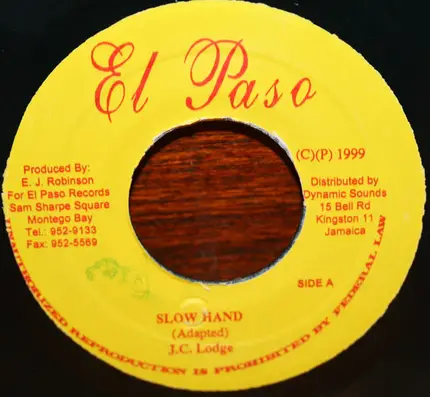 El Paso
Produced By:
E. J. Robinson
For El Paso Records
Sam Sharpe Square
Montego Bay
Tel.: 952-9133
Fax: 952-5569
(C)(P) 1999
Distributed by
Dynamic Sounds
15 Bell Rd
Kingston 11
Jamaica
SIDE A
SLOW HAND
(Adapted)
J.C. Lodge
UNAUTHORIZED REPRODUCTION IS PROHIBITED BY FEDERAL LAW